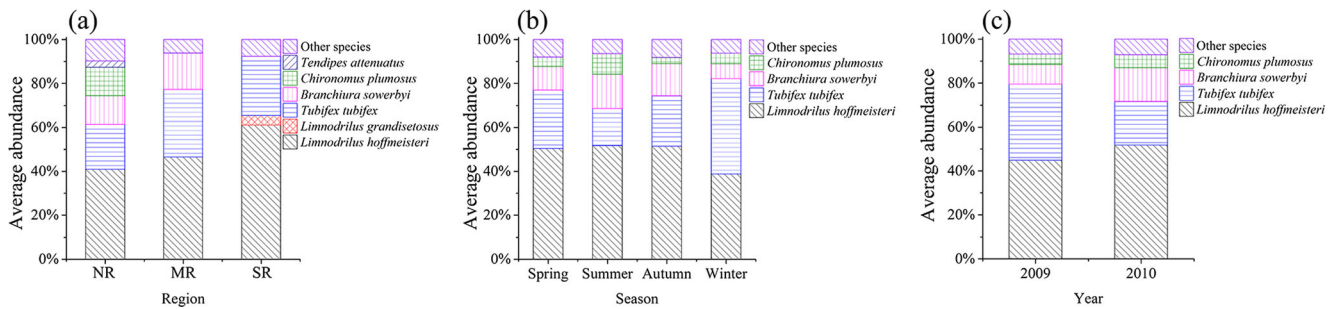 (a)
100%
80%
60%
40%
20%
0%
Average abundance
NR MR SR
Region
Other species
Tendipes attenuatus
Chironomus plumosus
Branchiura sowerbyi
Tubifex tubifex
Limnodrilus grandisetosus
Limnodrilus hoffmeisteri
(b)
100%
80%
60%
40%
20%
0%
Average abundance
Spring Summer Autumn Winter
Season
Other species
Chironomus plumosus
Branchiura sowerbyi
Tubifex tubifex
Limnodrilus hoffmeisteri
(c)
100%
80%
60%
40%
20%
0%
Average abundance
2009 2010
Year
Other species
Chironomus plumosus
Branchiura sowerbyi
Tubifex tubifex
Limnodrilus hoffmeisteri